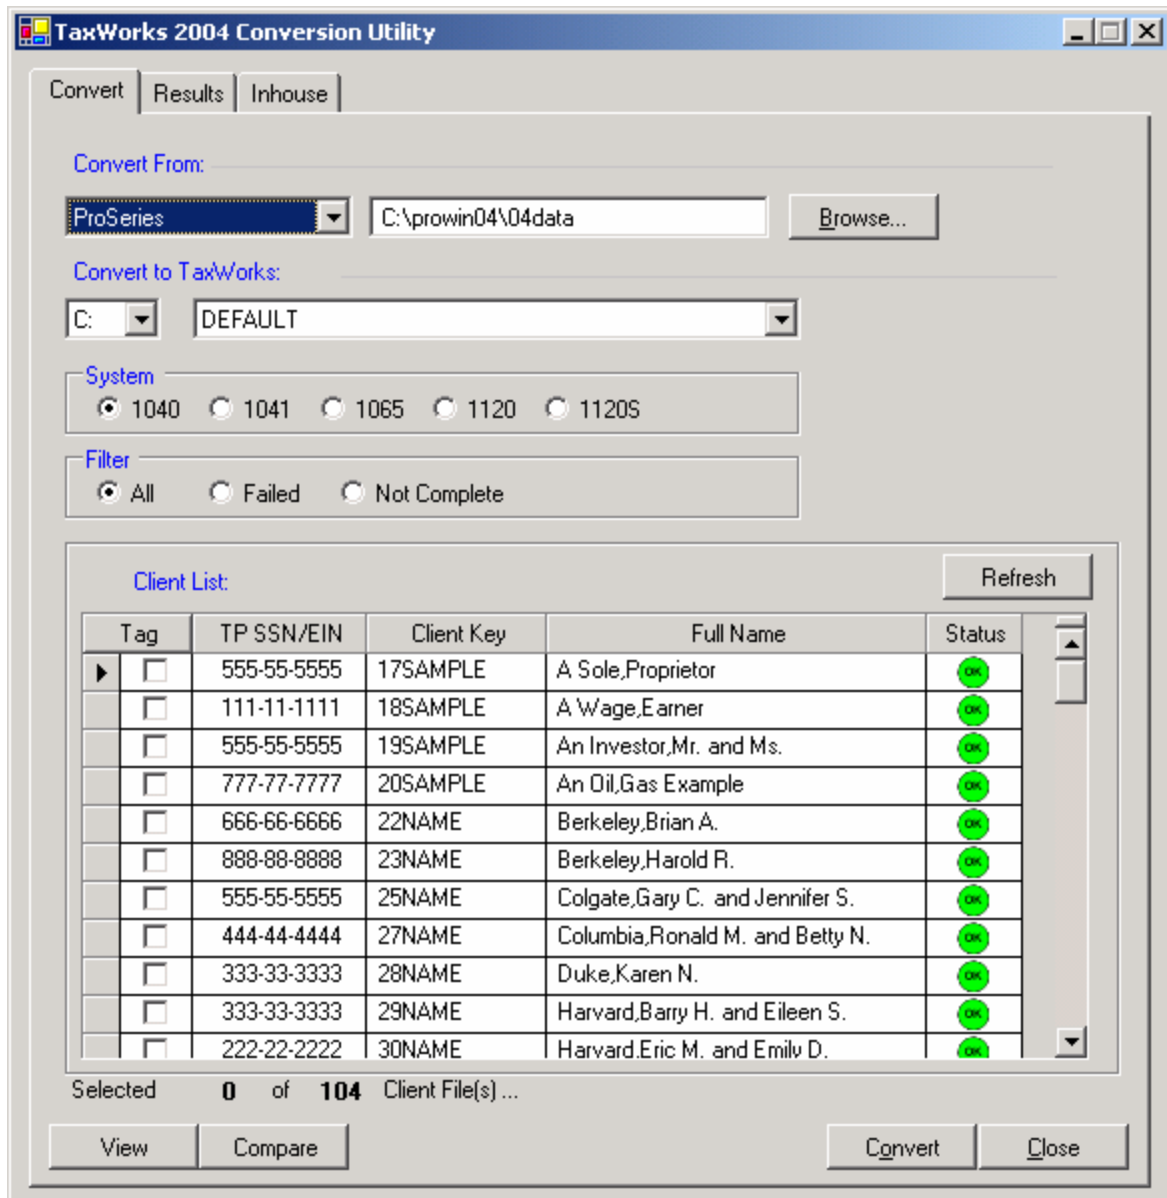 TaxWorks 2004 Conversion Utility
Convert Results Inhouse
Convert From:
ProSeries C:\prowin04\04data Browse...
Convert to TaxWorks:
C: DEFAULT
System
1040 1041 1065 1120 1120S
Filter
All Failed Not Complete
Client List: Refresh
Tag TP SSN/EIN Client Key Full Name Status
555-55-5555 17SAMPLE A Sole,Proprietor OK
111-11-1111 18SAMPLE A Wage,Earner OK
555-55-5555 19SAMPLE An Investor,Mr. and Ms. OK
777-77-7777 20SAMPLE An Oil,Gas Example OK
666-66-6666 22NAME Berkeley,Brian A. OK
888-88-8888 23NAME Berkeley,Harold R. OK
555-55-5555 25NAME Colgate,Gary C. and Jennifer S. OK
444-44-4444 27NAME Columbia,Ronald M. and Betty N. OK
333-33-3333 28NAME Duke,Karen N. OK
333-33-3333 29NAME Harvard,Barry H. and Eileen S. OK
222-22-2222 30NAME Harvard,Eric M. and Emily D. OK
Selected 0 of 104 Client File(s) ...
View Compare Convert Close